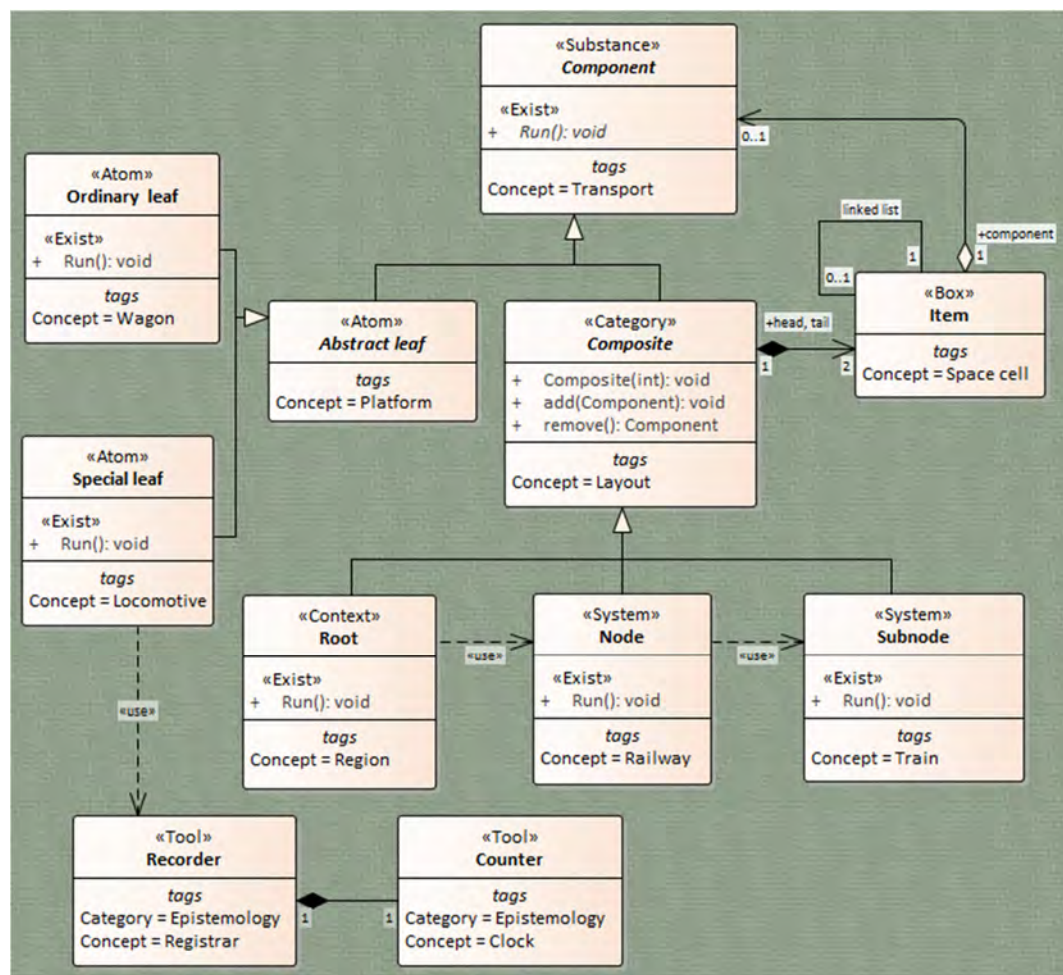 «Substance»
Component
«Exist»
+ Run(): void
tags
Concept = Transport
0..1
+component
1
linked list
1
0..1
«Box»
Item
tags
Concept = Space cell
«Atom»
Ordinary leaf
«Exist»
+ Run(): void
tags
Concept = Wagon
«Atom»
Abstract leaf
tags
Concept = Platform
«Category»
Composite
+ Composite(int): void
+ add(Component): void
+ remove(): Component
tags
Concept = Layout
+head, tail
1
2
«Atom»
Special leaf
«Exist»
+ Run(): void
tags
Concept = Locomotive
«use»
«Context»
Root
«Exist»
+ Run(): void
tags
Concept = Region
«use»
«System»
Node
«Exist»
+ Run(): void
tags
Concept = Railway
«use»
«System»
Subnode
«Exist»
+ Run(): void
tags
Concept = Train
«Tool»
Recorder
tags
Category = Epistemology
Concept = Registrar
1
1
«Tool»
Counter
tags
Category = Epistemology
Concept = Clock